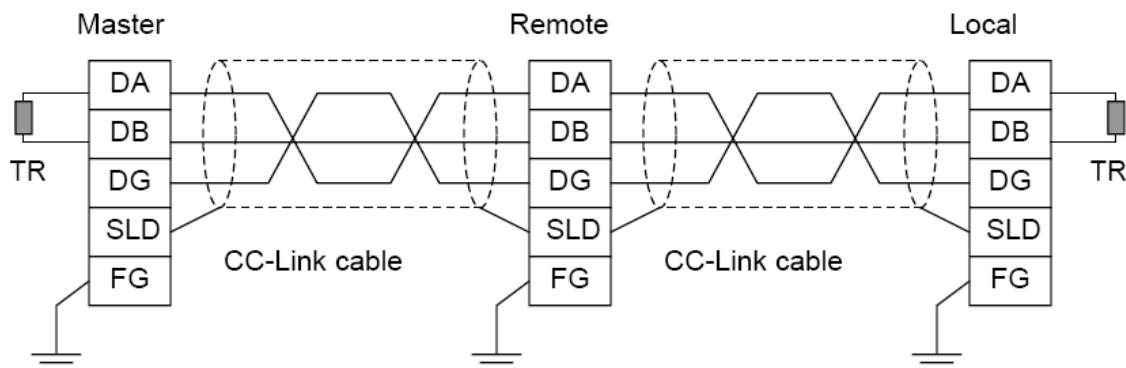 Master Remote Local
DA DA DA
DB DB DB
TR TR
DG DG DG
SLD SLD SLD
CC-Link cable CC-Link cable
FG FG FG